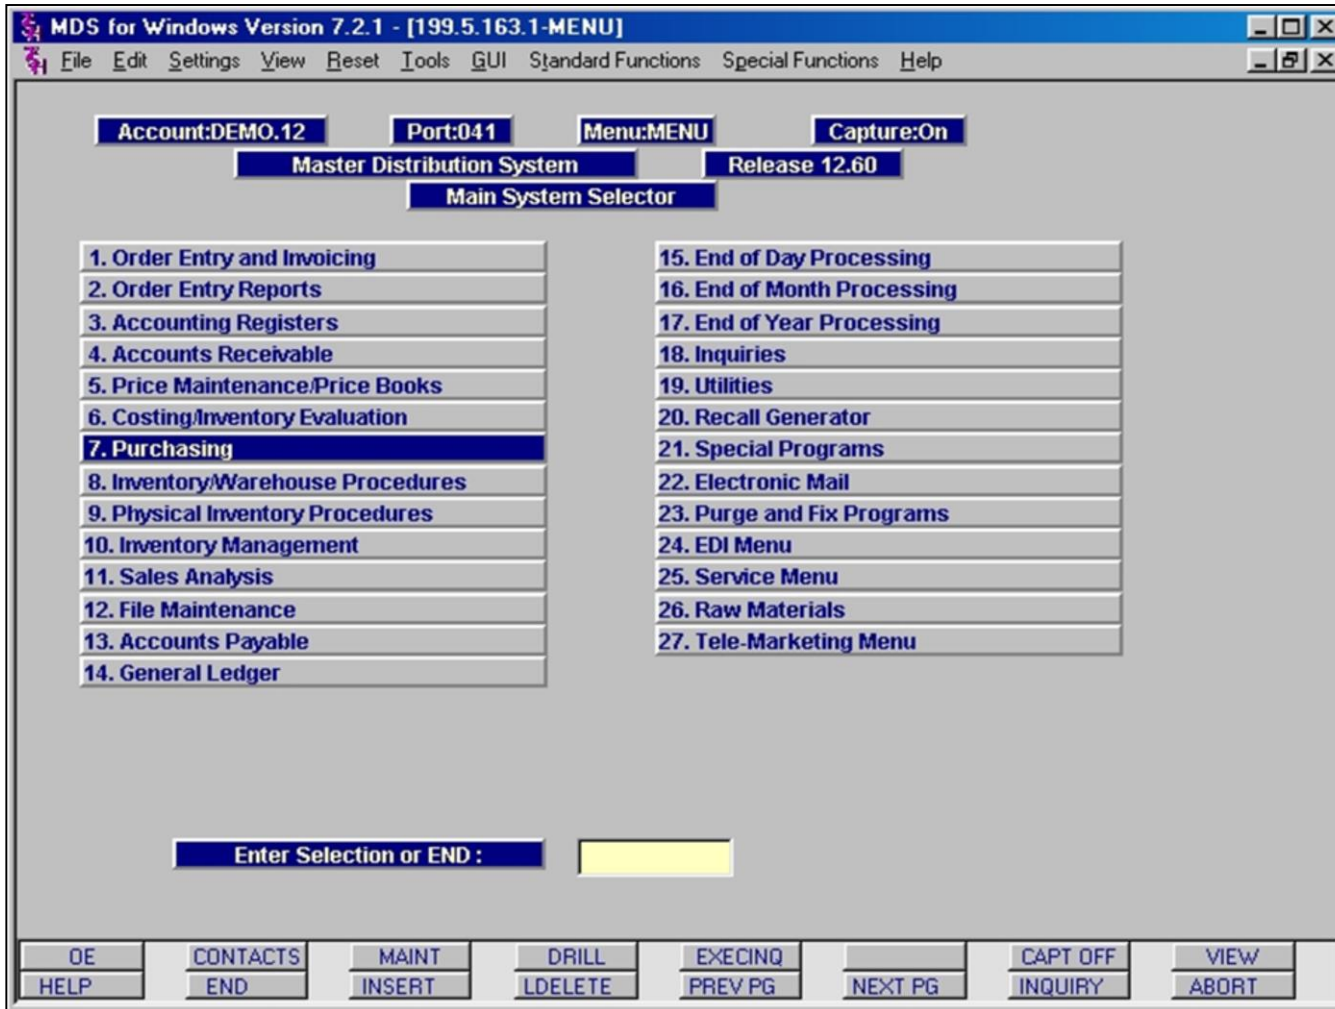 MDS for Windows Version 7.2.1 - [199.5.163.1-MENU]
File Edit Settings View Reset Tools GUI Standard Functions Special Functions Help
Account:DEMO.12 Port:041 Menu:MENU Capture:On
Master Distribution System Release 12.60
Main System Selector
1. Order Entry and Invoicing
2. Order Entry Reports
3. Accounting Registers
4. Accounts Receivable
5. Price Maintenance/Price Books
6. Costing/Inventory Evaluation
7. Purchasing
8. Inventory/Warehouse Procedures
9. Physical Inventory Procedures
10. Inventory Management
11. Sales Analysis
12. File Maintenance
13. Accounts Payable
14. General Ledger
15. End of Day Processing
16. End of Month Processing
17. End of Year Processing
18. Inquiries
19. Utilities
20. Recall Generator
21. Special Programs
22. Electronic Mail
23. Purge and Fix Programs
24. EDI Menu
25. Service Menu
26. Raw Materials
27. Tele-Marketing Menu
Enter Selection or END :
OE CONTACTS MAINT DRILL EXECINQ CAPT OFF VIEW
HELP END INSERT LDELETE PREV PG NEXT PG INQUIRY ABORT